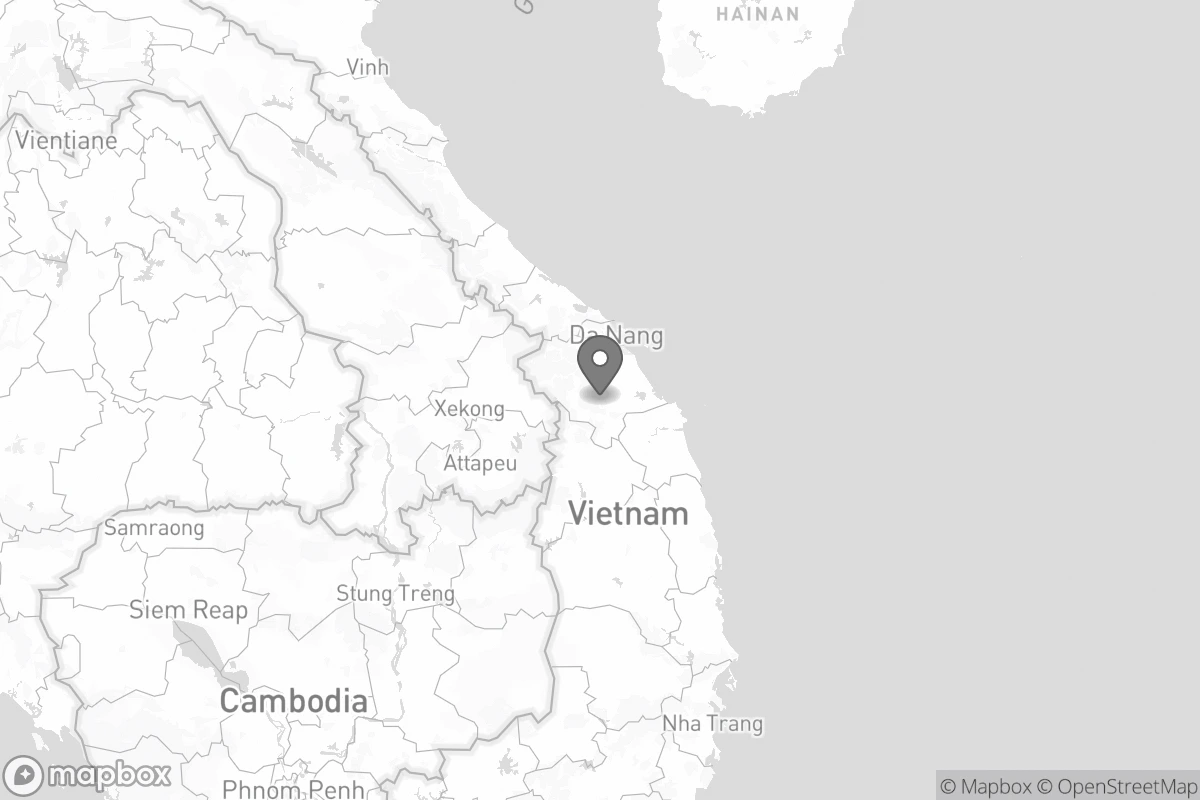 HAINAN
G
Vinh
Vientiane
Da Nang
Xekong
Attapeu
Vietnam
Samraong
Stung Treng
Siem Reap
Cambodia
Nha Trang
Phnom Penh
mapbox
© Mapbox © OpenStreetMap